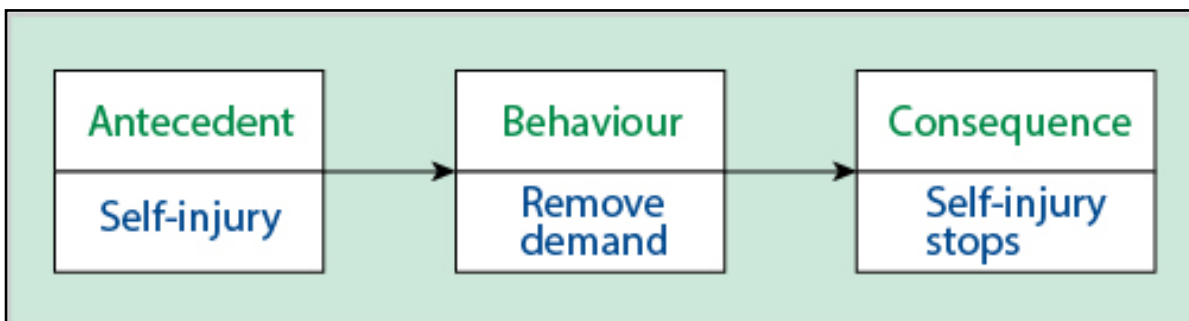 Antecedent
Self-injury
Behaviour
Remove
demand
Consequence
Self-injury
stops